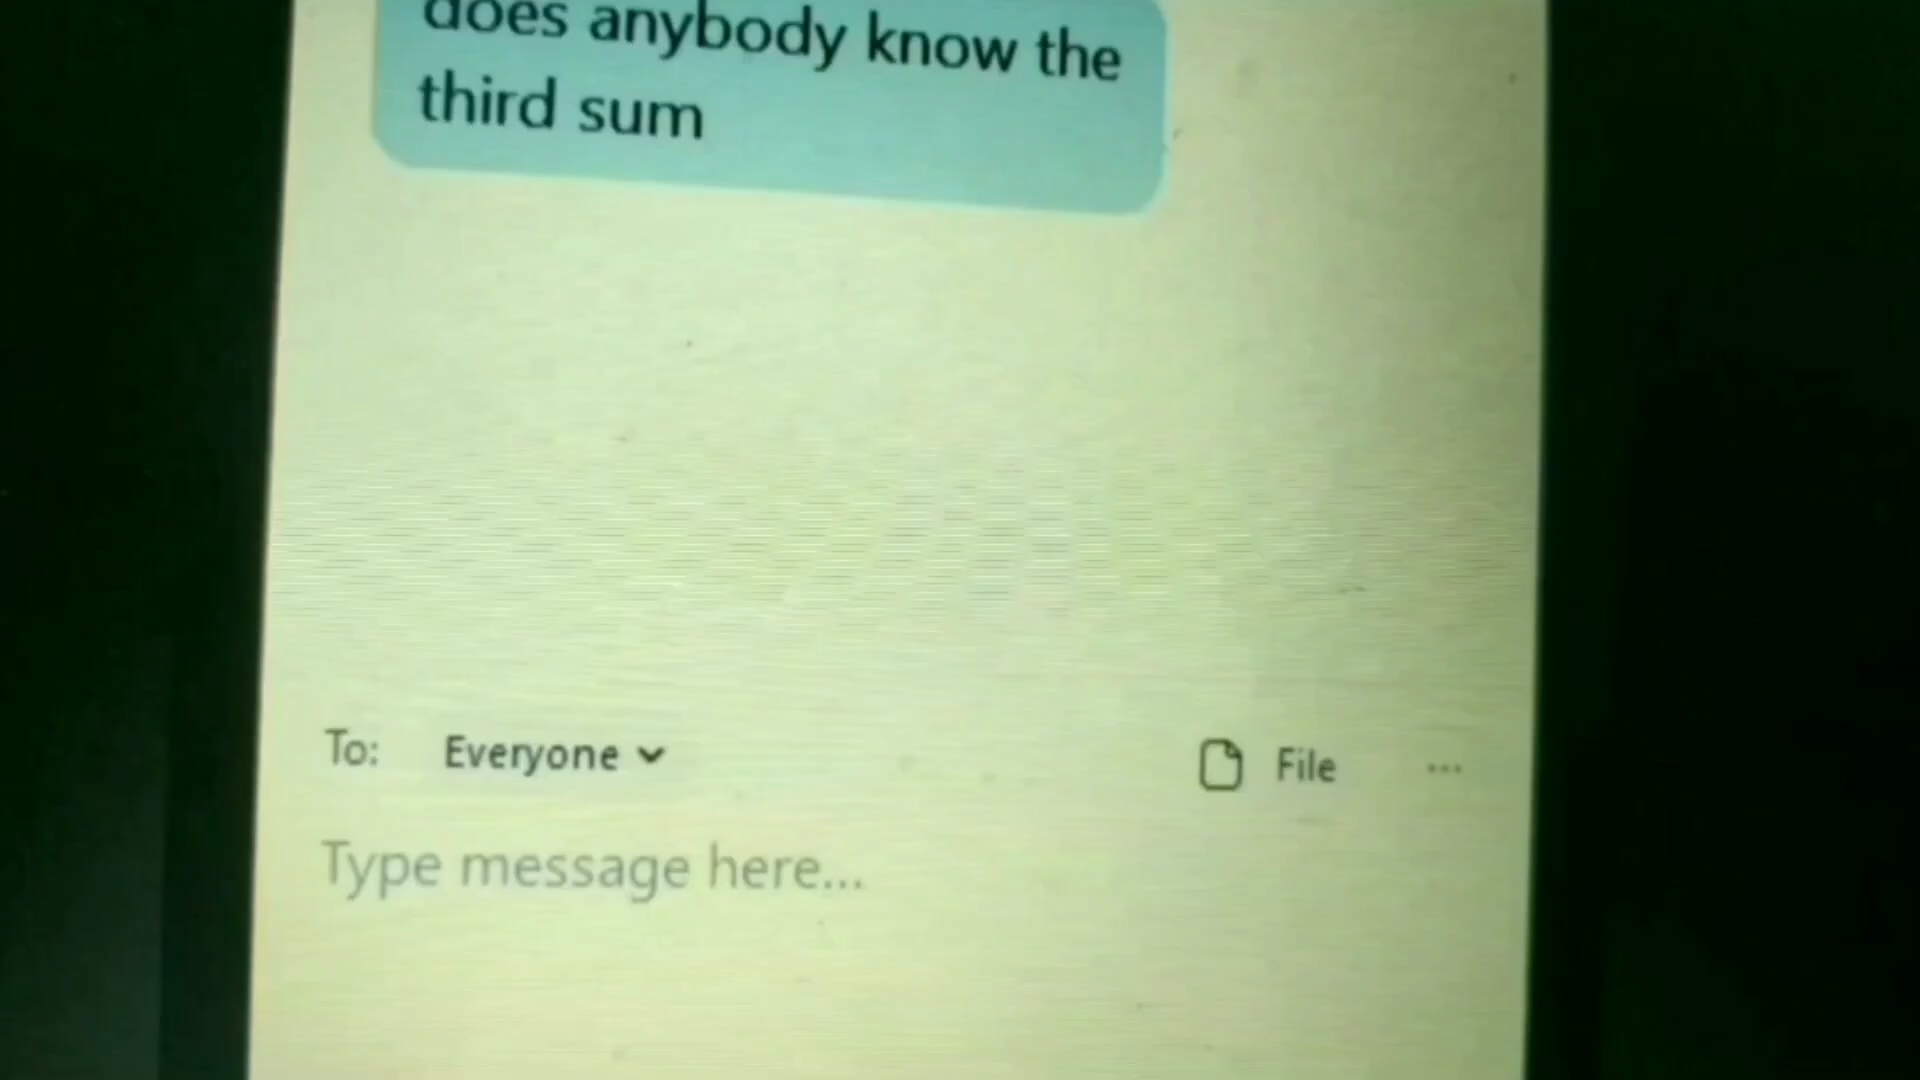 does anybody know the
third sum
To: Everyone
File
Type message here...